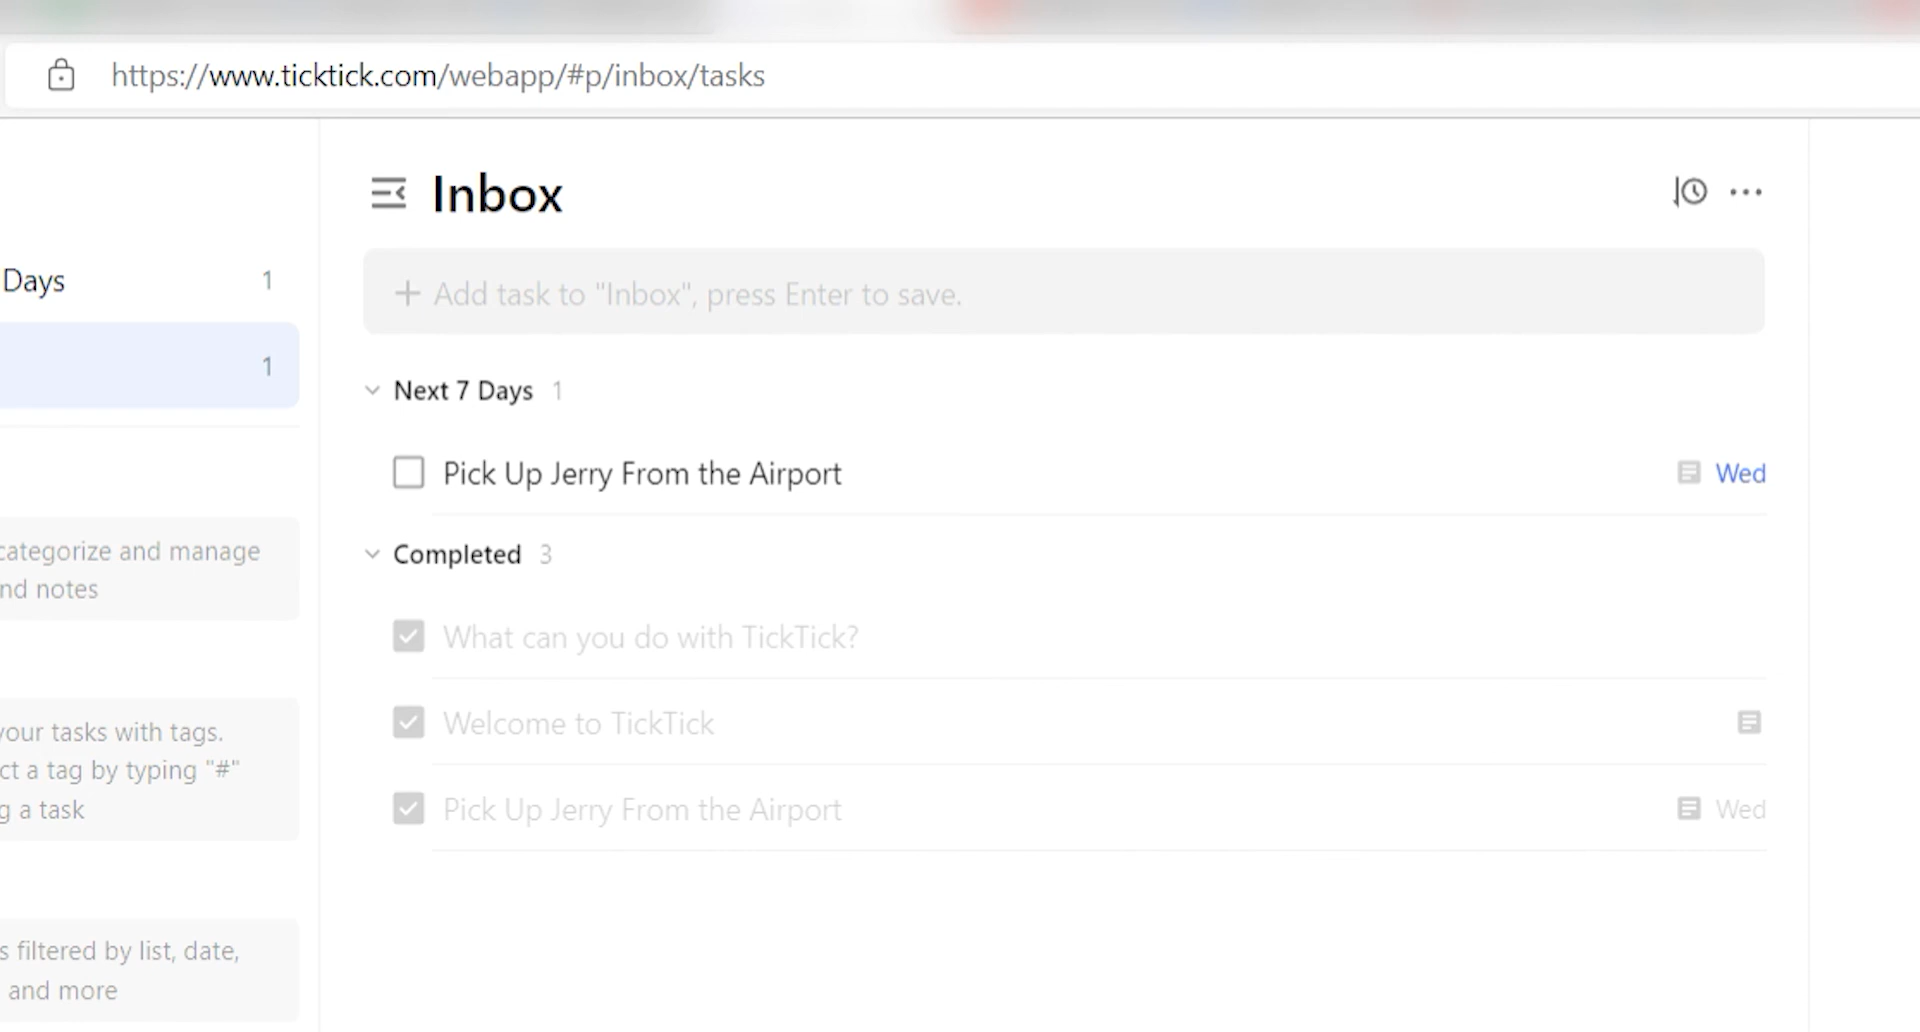 https://www.ticktick.com/webapp/#p/inbox/tasks
Inbox
Days 1
1
+ Add task to "Inbox", press Enter to save.
Next 7 Days 1
Pick Up Jerry From the Airport Wed
Completed 3
What can you do with TickTick?
Welcome to TickTick
Pick Up Jerry From the Airport Wed
categorize and manage
nd notes
your tasks with tags.
ct a tag by typing "#"
g a task
s filtered by list, date,
and more